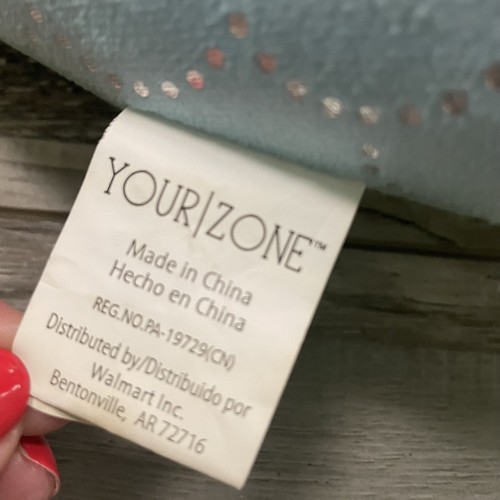 YOUR|ZONE™
Made in China
Hecho en China
REG.NO.PA-19729(CN)
Distributed by/Distribuido por
Walmart Inc.
Bentonville, AR 72716